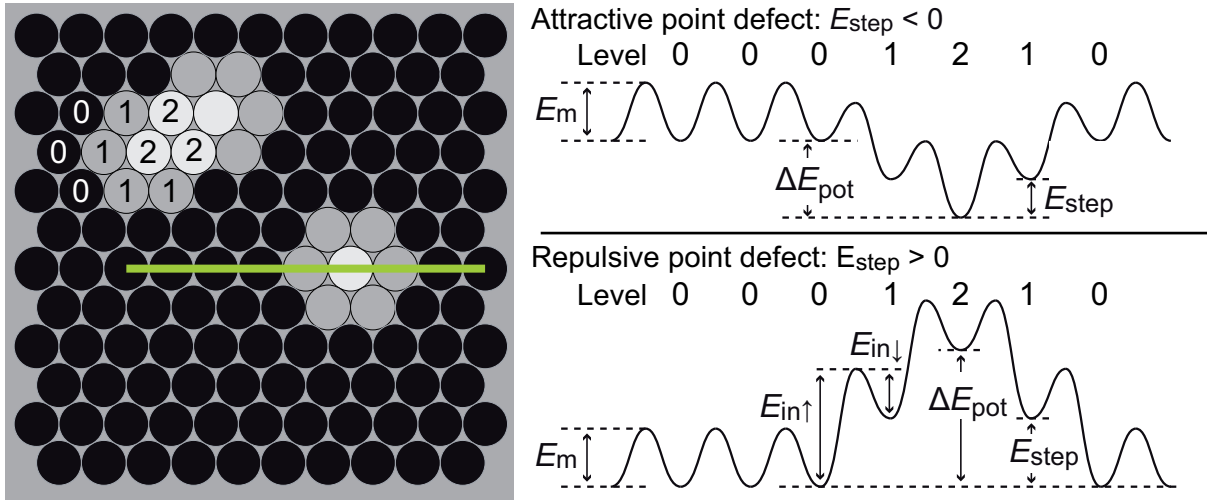 0 1 2
0 1 2 2
0 1 1
Attractive point defect: Estep < 0
Level 0 0 0 1 2 1 0
Em
ΔEpot
Estep
Repulsive point defect: Estep > 0
Level 0 0 0 1 2 1 0
Ein↓
Ein↑
ΔEpot
Em
Estep